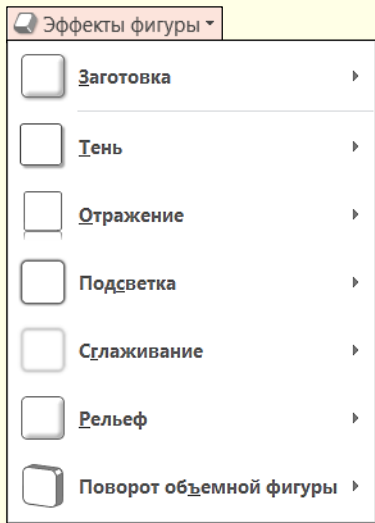 Эффекты фигуры
Заготовка
Тень
Отражение
Подсветка
Сглаживание
Рельеф
Поворот объемной фигуры